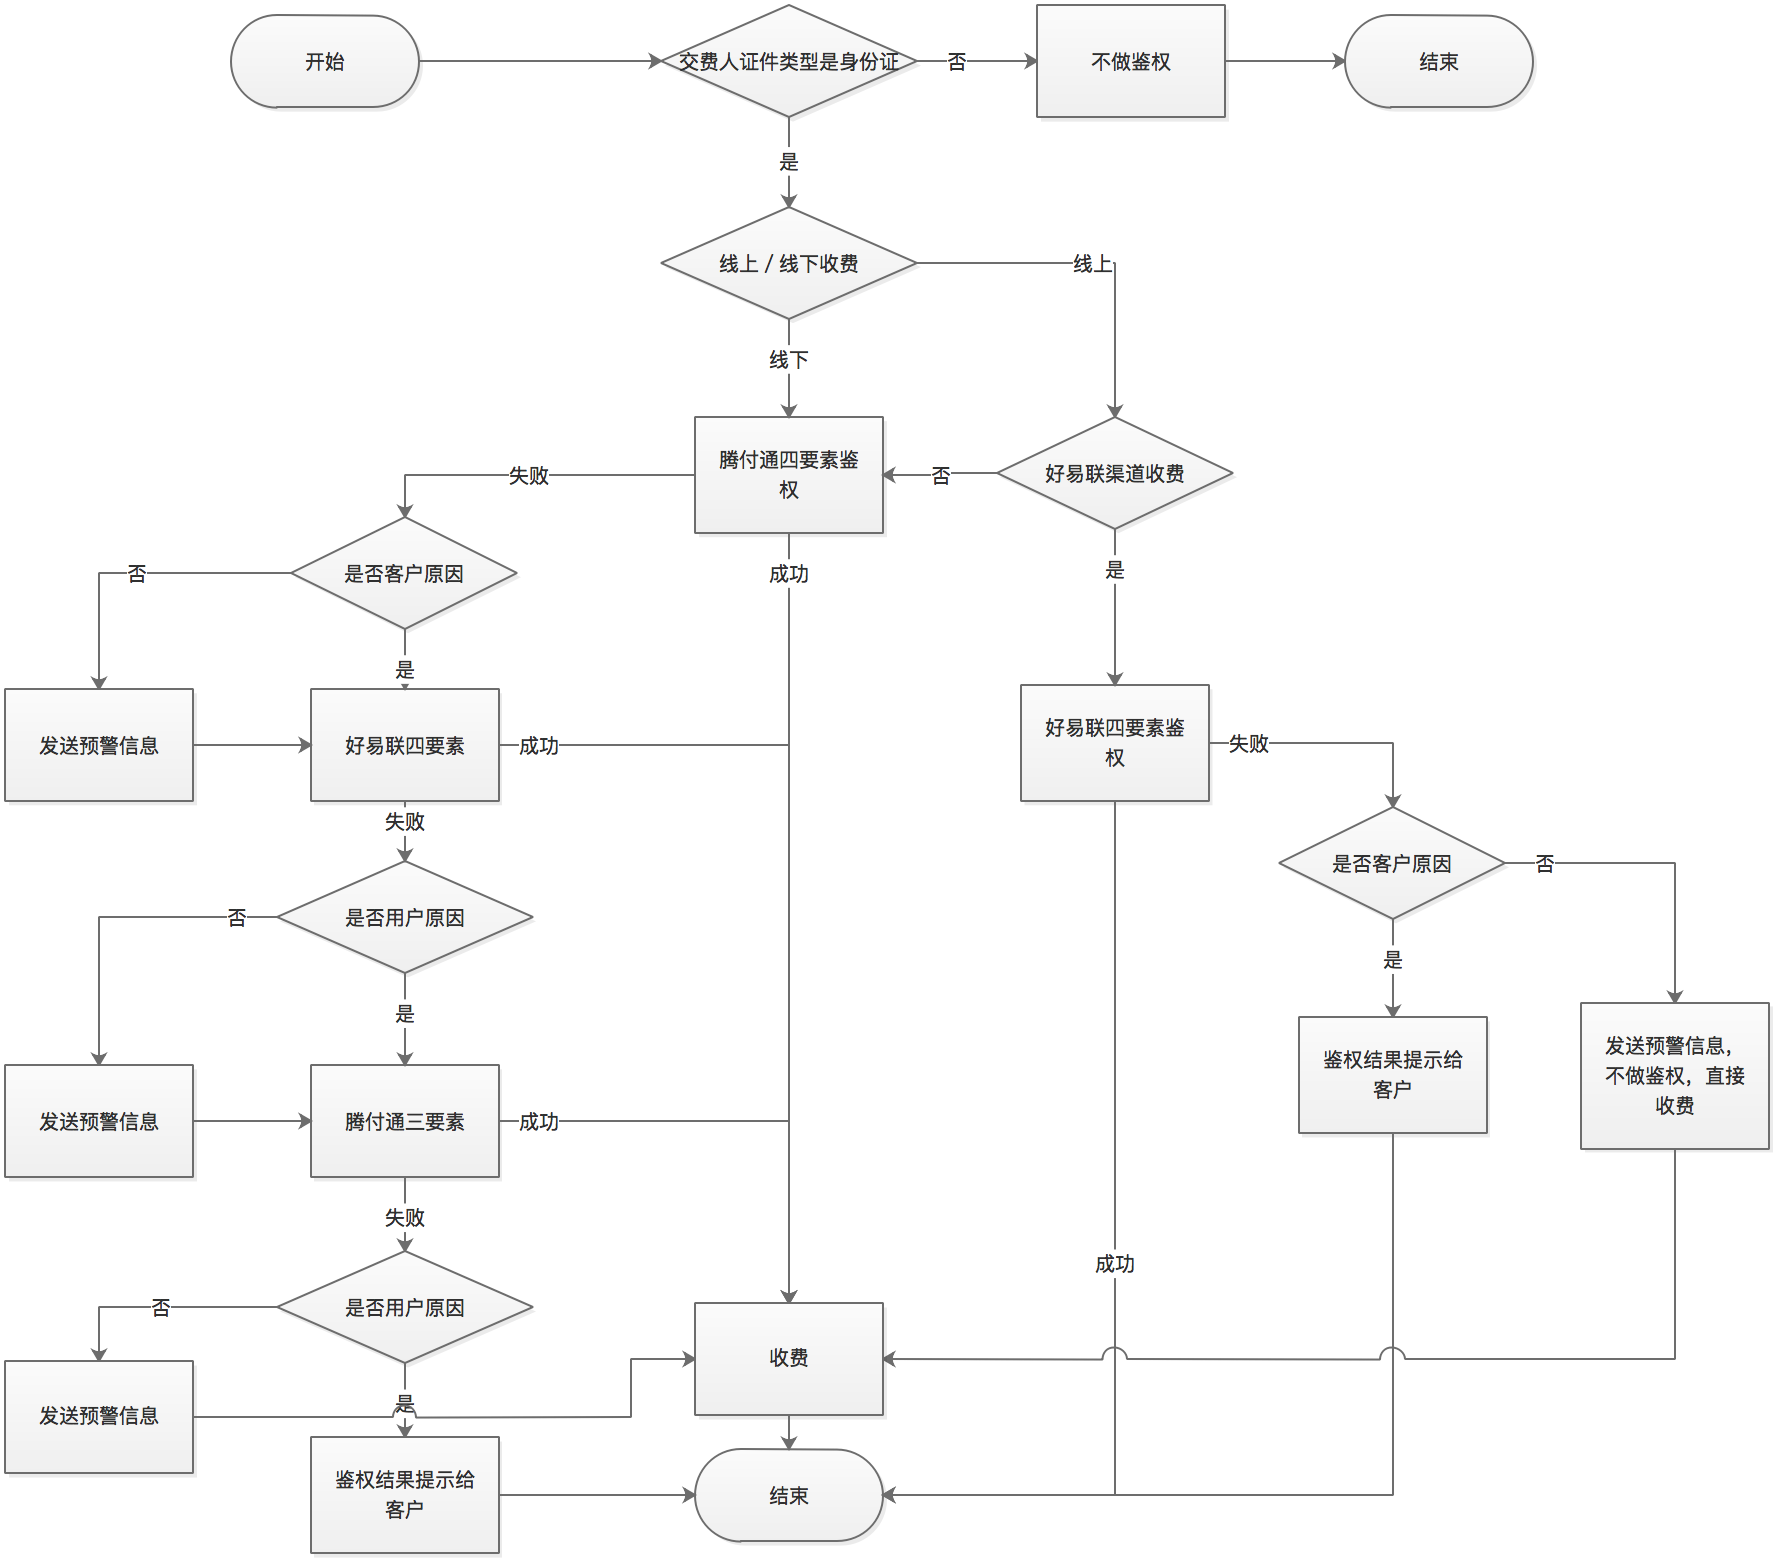 开始
交费人证件类型是身份证
否
不做鉴权
结束
是
线上 / 线下收费
线上
线下
腾付通四要素鉴
权
否
好易联渠道收费
失败
是否客户原因
否
成功
是
是
发送预警信息
好易联四要素
成功
好易联四要素鉴
权
失败
失败
是否客户原因
否
是否用户原因
否
是
是
发送预警信息
腾付通三要素
成功
鉴权结果提示给
客户
发送预警信息，
不做鉴权，直接
收费
失败
成功
是否用户原因
否
收费
是
发送预警信息
鉴权结果提示给
客户
结束